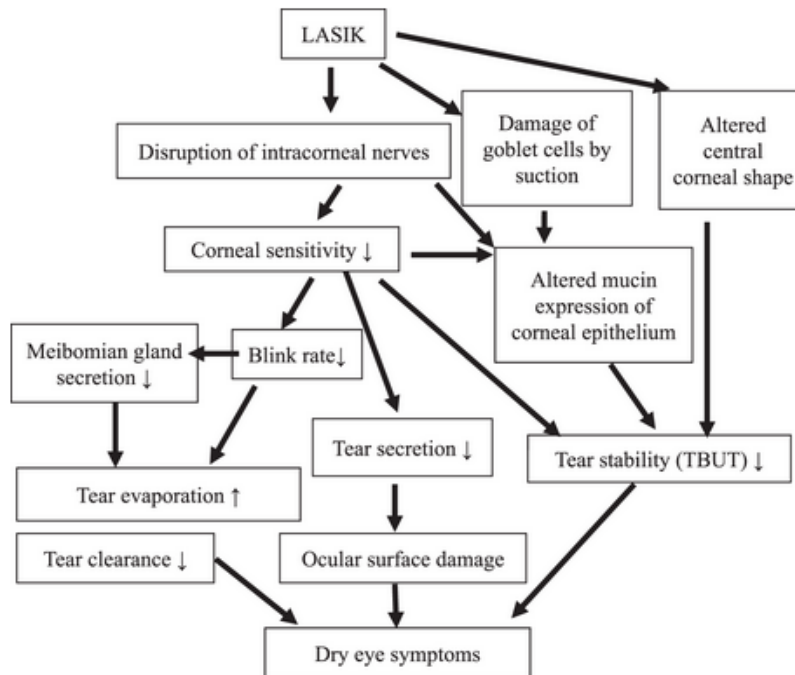 LASIK
Disruption of intracorneal nerves
Damage of
goblet cells by
suction
Altered
central
corneal shape
Corneal sensitivity ↓
Altered mucin
expression of
corneal epithelium
Meibomian gland
secretion ↓
Blink rate↓
Tear secretion ↓
Tear stability (TBUT) ↓
Tear evaporation ↑
Tear clearance ↓
Ocular surface damage
Dry eye symptoms